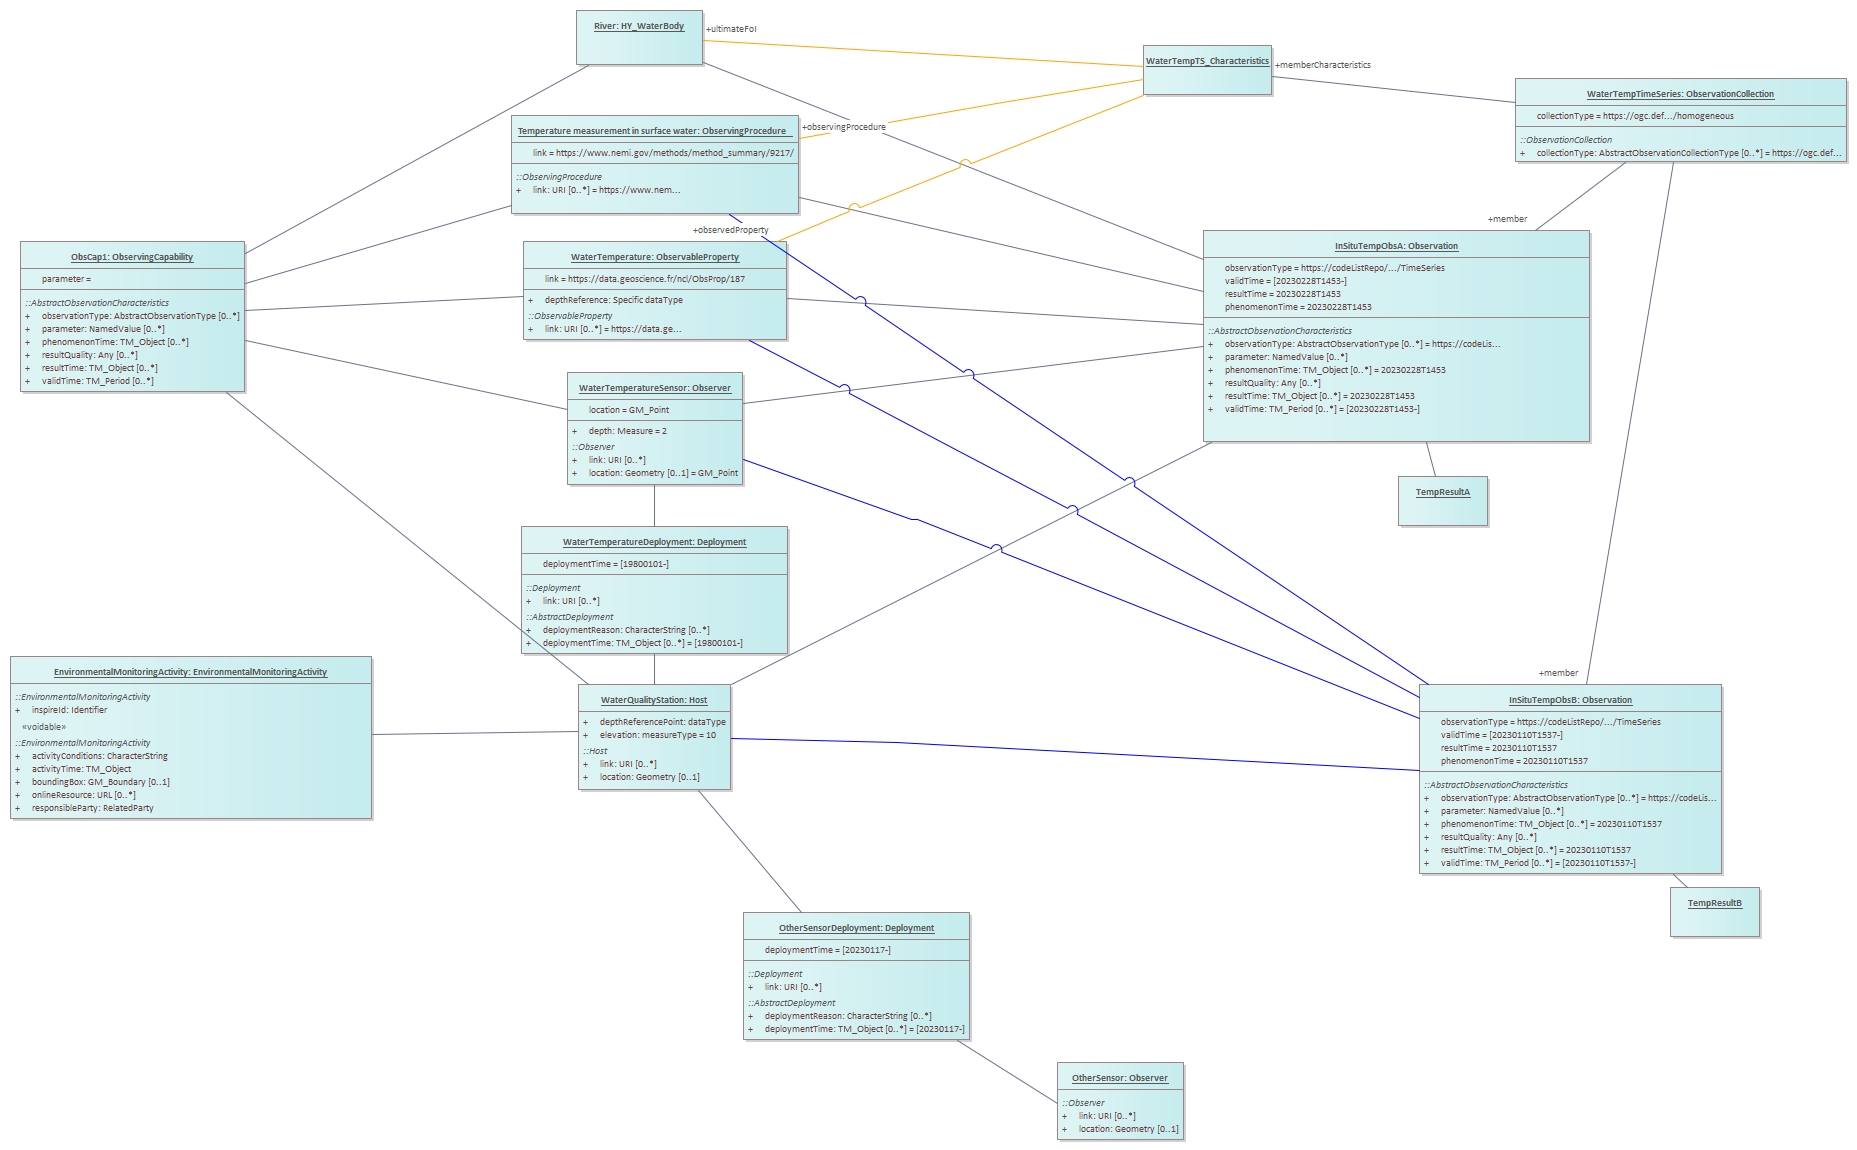 River: HY_WaterBody
+ultimateFoI
WaterTempTS_Characteristics
+memberCharacteristics
WaterTempTimeSeries: ObservationCollection
collectionType = https://ogc.def.../homogeneous
::ObservationCollection
+ collectionType: AbstractObservationCollectionType [0..*] = https://ogc.def...
Temperature measurement in surface water: ObservingProcedure
link = https://www.nemi.gov/methods/method_summary/9217/
::ObservingProcedure
+ link: URI [0..*] = https://www.nem...
+observingProcedure
+observedProperty
+member
ObsCap1: ObservingCapability
parameter =
::AbstractObservationCharacteristics
+ observationType: AbstractObservationType [0..*]
+ parameter: NamedValue [0..*]
+ phenomenonTime: TM_Object [0..*]
+ resultQuality: Any [0..*]
+ resultTime: TM_Object [0..*]
+ validTime: TM_Period [0..*]
WaterTemperature: ObservableProperty
link = https://data.geoscience.fr/ncl/ObsProp/187
+ depthReference: Specific dataType
::ObservableProperty
+ link: URI [0..*] = https://data.ge...
InSituTempObsA: Observation
observationType = https://codeListRepo/.../TimeSeries
validTime = [20230228T1453-]
resultTime = 20230228T1453
phenomenonTime = 20230228T1453
::AbstractObservationCharacteristics
+ observationType: AbstractObservationType [0..*] = https://codeLis...
+ parameter: NamedValue [0..*]
+ phenomenonTime: TM_Object [0..*] = 20230228T1453
+ resultQuality: Any [0..*]
+ resultTime: TM_Object [0..*] = 20230228T1453
+ validTime: TM_Period [0..*] = [20230228T1453-]
WaterTemperatureSensor: Observer
location = GM_Point
+ depth: Measure = 2
::Observer
+ link: URI [0..*]
+ location: Geometry [0..1] = GM_Point
TempResultA
WaterTemperatureDeployment: Deployment
deploymentTime = [19800101-]
::Deployment
+ link: URI [0..*]
::AbstractDeployment
+ deploymentReason: CharacterString [0..*]
+ deploymentTime: TM_Object [0..*] = [19800101-]
EnvironmentalMonitoringActivity: EnvironmentalMonitoringActivity
::EnvironmentalMonitoringActivity
+ inspireId: Identifier
«voidable»
::EnvironmentalMonitoringActivity
+ activityConditions: CharacterString
+ activityTime: TM_Object
+ boundingBox: GM_Boundary [0..1]
+ onlineResource: URL [0..*]
+ responsibleParty: RelatedParty
WaterQualityStation: Host
+ depthReferencePoint: dataType
+ elevation: measureType = 10
::Host
+ link: URI [0..*]
+ location: Geometry [0..1]
+member
InSituTempObsB: Observation
observationType = https://codeListRepo/.../TimeSeries
validTime = [20230110T1537-]
resultTime = 20230110T1537
phenomenonTime = 20230110T1537
::AbstractObservationCharacteristics
+ observationType: AbstractObservationType [0..*] = https://codeLis...
+ parameter: NamedValue [0..*]
+ phenomenonTime: TM_Object [0..*] = 20230110T1537
+ resultQuality: Any [0..*]
+ resultTime: TM_Object [0..*] = 20230110T1537
+ validTime: TM_Period [0..*] = [20230110T1537-]
TempResultB
OtherSensorDeployment: Deployment
deploymentTime = [20230117-]
::Deployment
+ link: URI [0..*]
::AbstractDeployment
+ deploymentReason: CharacterString [0..*]
+ deploymentTime: TM_Object [0..*] = [20230117-]
OtherSensor: Observer
::Observer
+ link: URI [0..*]
+ location: Geometry [0..1]